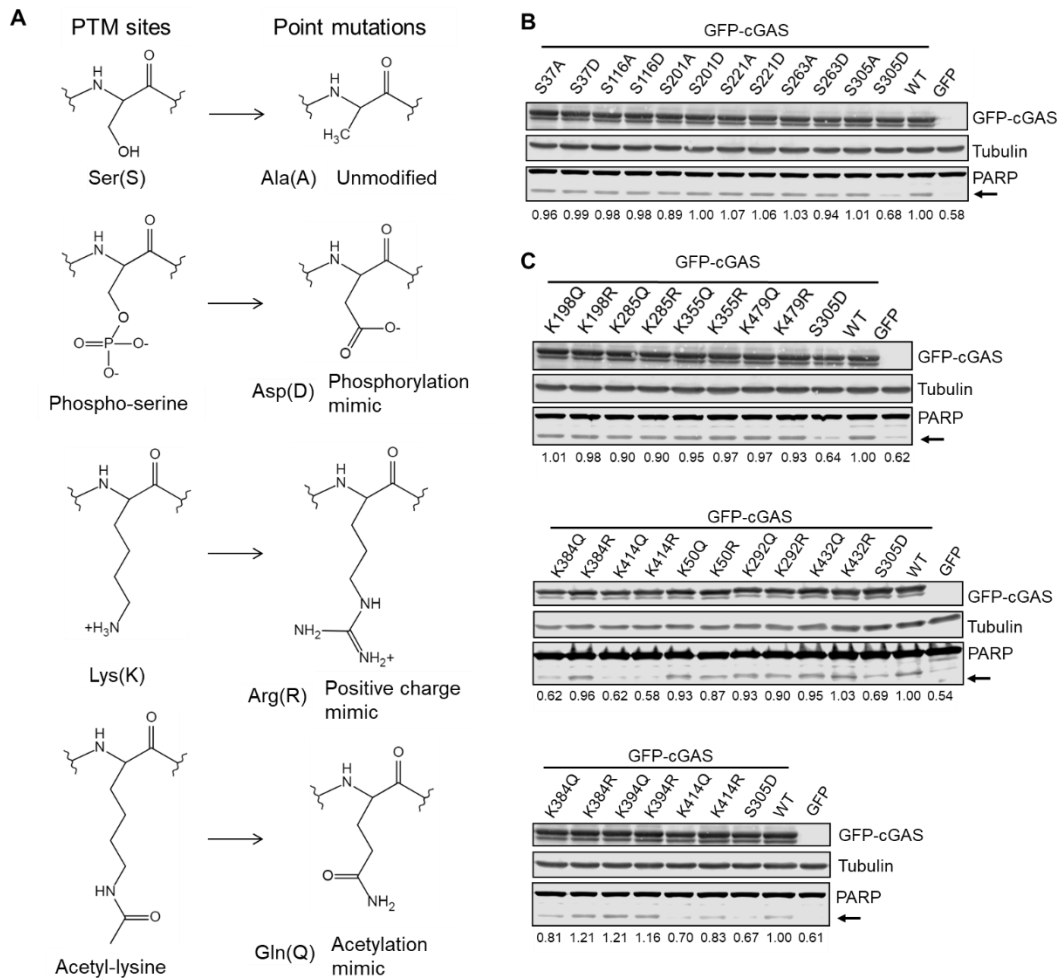 A
PTM sites
Point mutations
H
N
O
OH
Ser(S)
H
N
O
H₃C
Ala(A) Unmodified
H
N
O
O
O=P-O-
O-
Phospho-serine
H
N
O
O
O-
Asp(D) Phosphorylation
mimic
H
N
O
+H₃N
Lys(K)
H
N
O
NH
NH₂
NH₂+
Arg(R) Positive charge
mimic
H
N
O
HN
O
Acetyl-lysine
H
N
O
O
NH₂
Gln(Q) Acetylation
mimic
B
GFP-cGAS
S37A S37D S116A S116D S201A S201D S221A S221D S263A S263D S305A S305D WT GFP
GFP-cGAS
Tubulin
PARP
0.96 0.99 0.98 0.98 0.89 1.00 1.07 1.06 1.03 0.94 1.01 0.68 1.00 0.58
C
GFP-cGAS
K198Q K198R K285Q K285R K355Q K355R K479Q K479R S305D WT GFP
GFP-cGAS
Tubulin
PARP
1.01 0.98 0.90 0.90 0.95 0.97 0.97 0.93 0.64 1.00 0.62
GFP-cGAS
K384Q K384R K414Q K414R K50Q K50R K292Q K292R K432Q K432R S305D WT GFP
GFP-cGAS
Tubulin
PARP
0.62 0.96 0.62 0.58 0.93 0.87 0.93 0.90 0.95 1.03 0.69 1.00 0.54
GFP-cGAS
K384Q K384R K394Q K394R K414Q K414R S305D WT GFP
GFP-cGAS
Tubulin
PARP
0.81 1.21 1.21 1.16 0.70 0.83 0.67 1.00 0.61